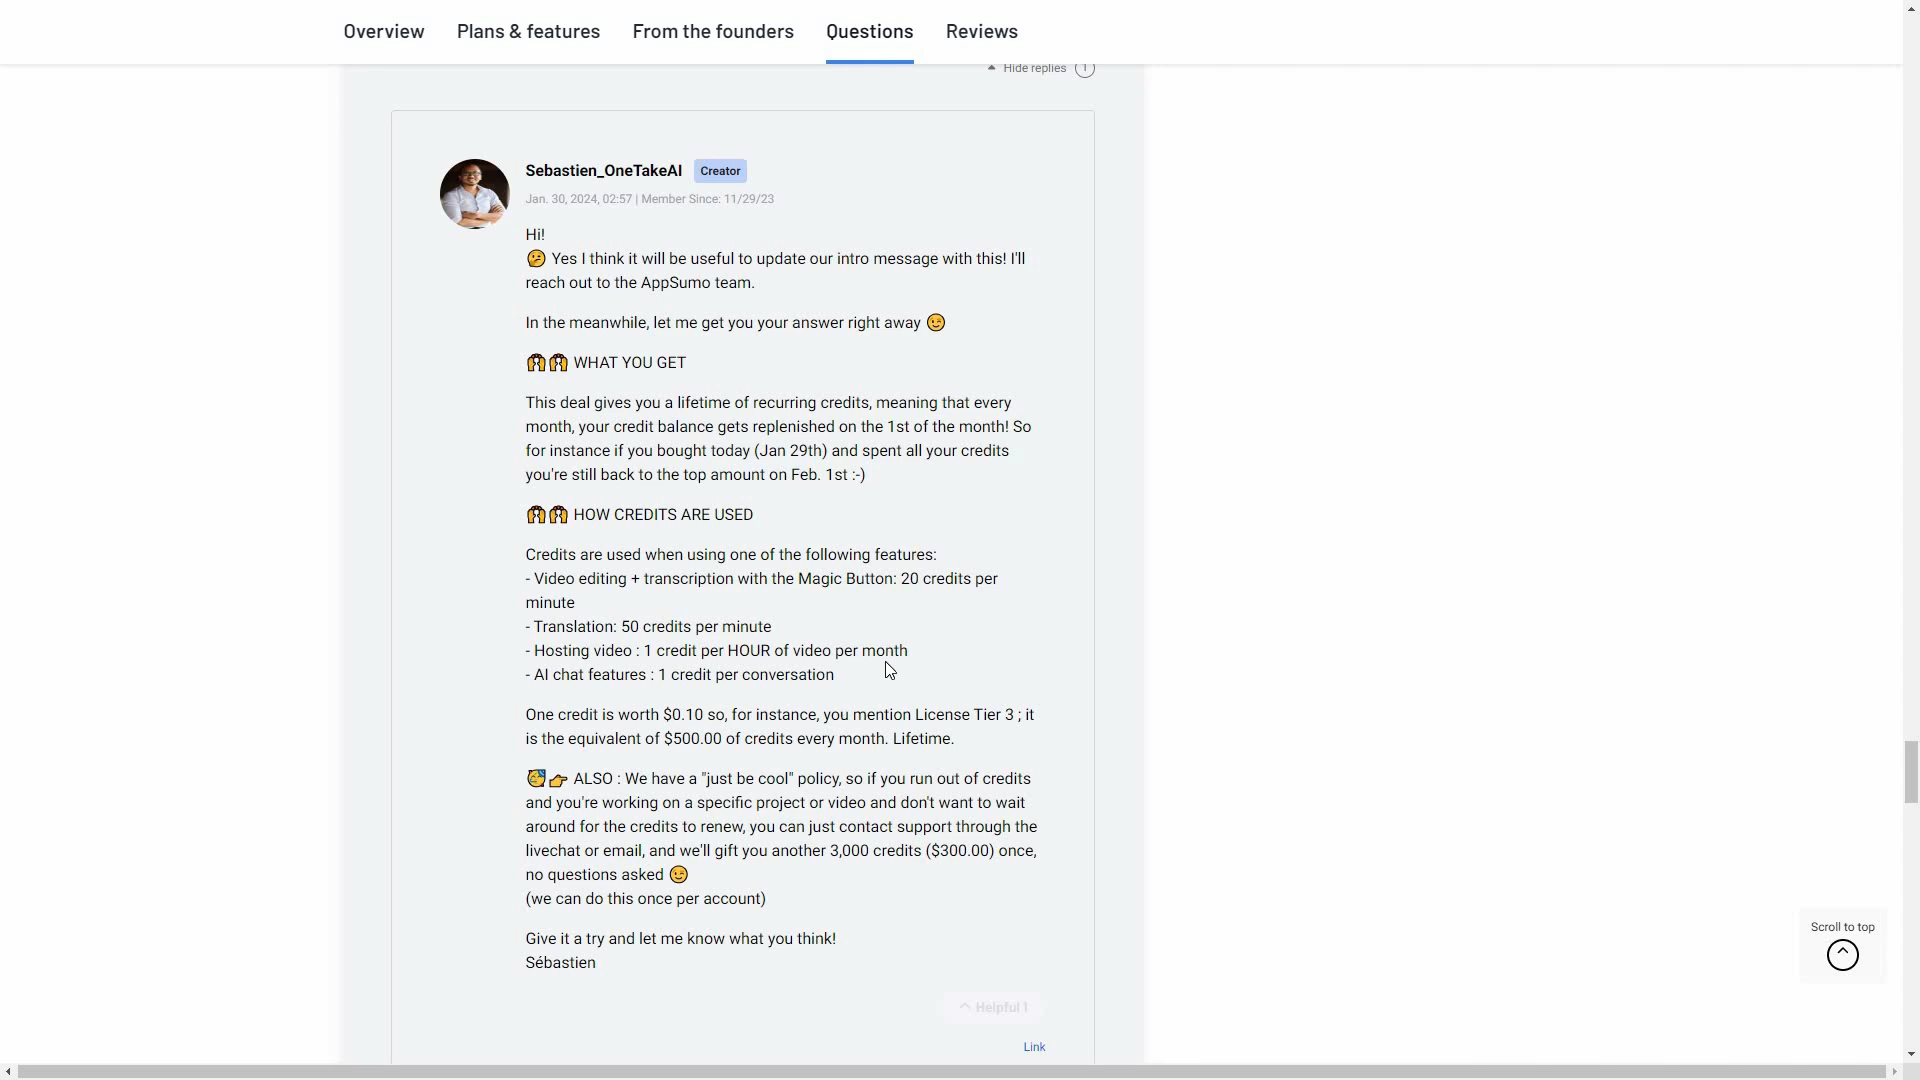 Overview Plans & features From the founders Questions Reviews
Hide replies 1
Sebastien_OneTakeAI Creator
Jan. 30, 2024, 02:57 | Member Since: 11/29/23
Hi!
🤔 Yes I think it will be useful to update our intro message with this! I'll
reach out to the AppSumo team.
In the meanwhile, let me get you your answer right away 😉
🙌🙌 WHAT YOU GET
This deal gives you a lifetime of recurring credits, meaning that every
month, your credit balance gets replenished on the 1st of the month! So
for instance if you bought today (Jan 29th) and spent all your credits
you're still back to the top amount on Feb. 1st :-)
🙌🙌 HOW CREDITS ARE USED
Credits are used when using one of the following features:
- Video editing + transcription with the Magic Button: 20 credits per
minute
- Translation: 50 credits per minute
- Hosting video : 1 credit per HOUR of video per month
- AI chat features : 1 credit per conversation
One credit is worth $0.10 so, for instance, you mention License Tier 3 ; it
is the equivalent of $500.00 of credits every month. Lifetime.
🥳👉 ALSO : We have a "just be cool" policy, so if you run out of credits
and you're working on a specific project or video and don't want to wait
around for the credits to renew, you can just contact support through the
livechat or email, and we'll gift you another 3,000 credits ($300.00) once,
no questions asked 😉
(we can do this once per account)
Give it a try and let me know what you think!
Sébastien
Helpful 1
Link
Scroll to top